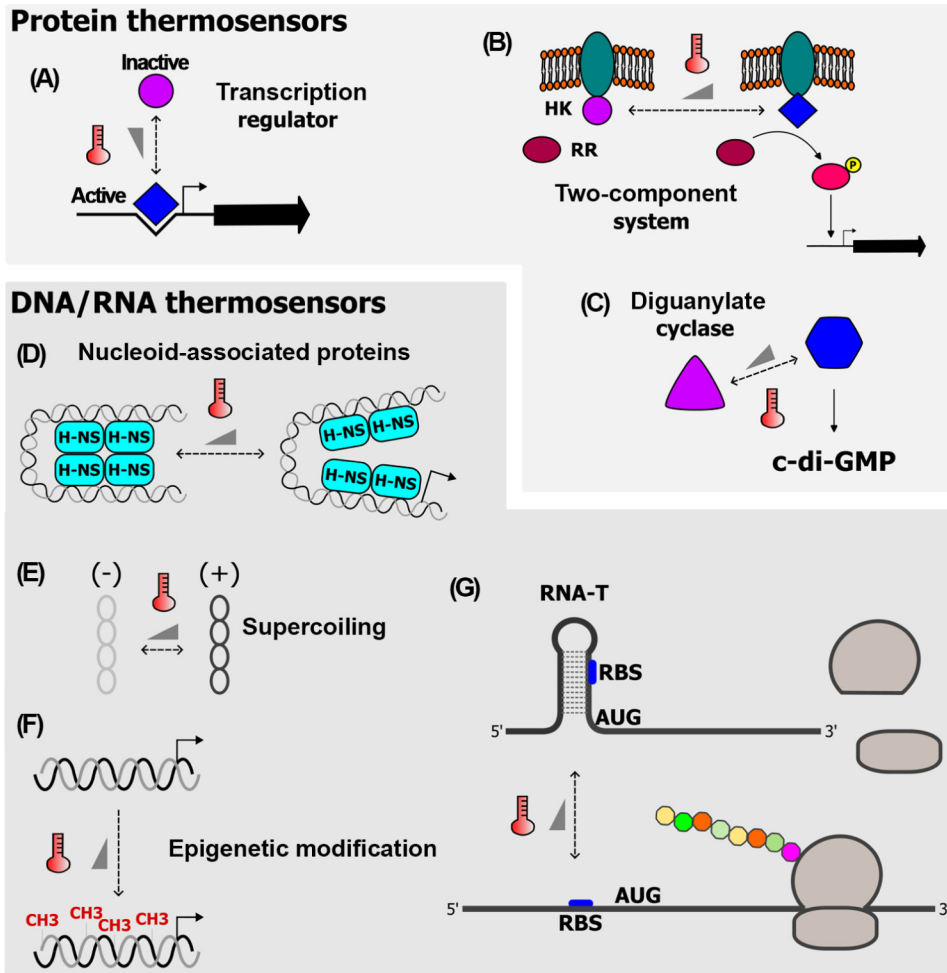 Protein thermosensors
(A)
Inactive
Transcription
regulator
Active
(B)
HK
RR
P
Two-component
system
(C)
Diguanylate
cyclase
c-di-GMP
DNA/RNA thermosensors
(D)
Nucleoid-associated proteins
H-NS H-NS
H-NS H-NS
H-NS H-NS
H-NS H-NS
(E)
(-) (+)
Supercoiling
(F)
Epigenetic modification
CH3 CH3 CH3 CH3
(G)
RNA-T
RBS
AUG
5' 3'
AUG
5' 3'
RBS